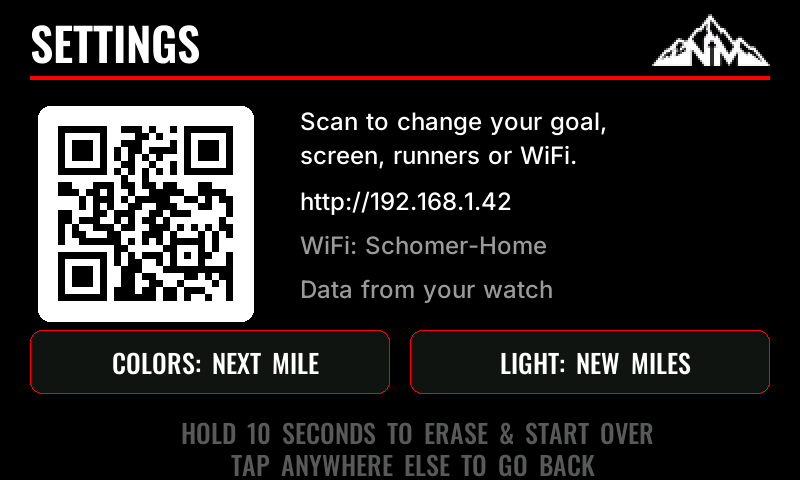 SETTINGS
NM
Scan to change your goal,
screen, runners or WiFi.
http://192.168.1.42
WiFi: Schomer-Home
Data from your watch
COLORS: NEXT MILE
LIGHT: NEW MILES
HOLD 10 SECONDS TO ERASE & START OVER
TAP ANYWHERE ELSE TO GO BACK